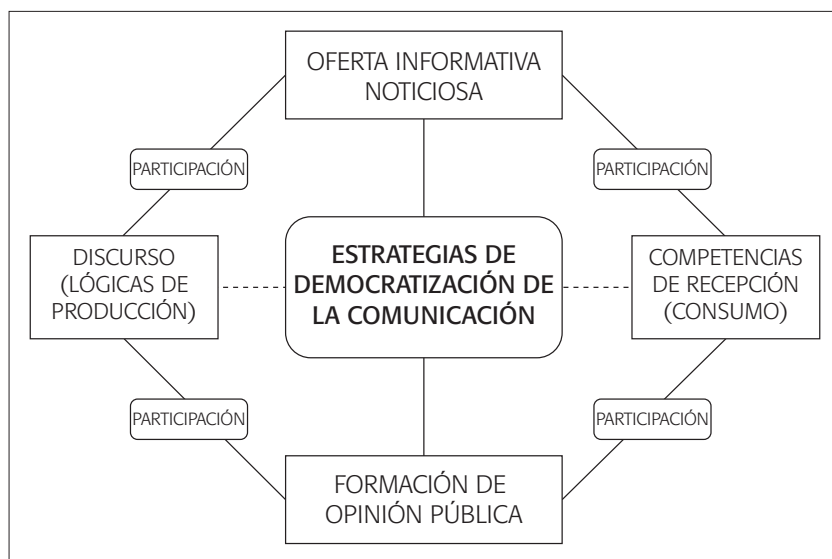 OFERTA INFORMATIVA
NOTICIOSA
PARTICIPACIÓN
PARTICIPACIÓN
DISCURSO
(LÓGICAS DE
PRODUCCIÓN)
ESTRATEGIAS DE
DEMOCRATIZACIÓN DE
LA COMUNICACIÓN
COMPETENCIAS
DE RECEPCIÓN
(CONSUMO)
PARTICIPACIÓN
PARTICIPACIÓN
FORMACIÓN DE
OPINIÓN PÚBLICA